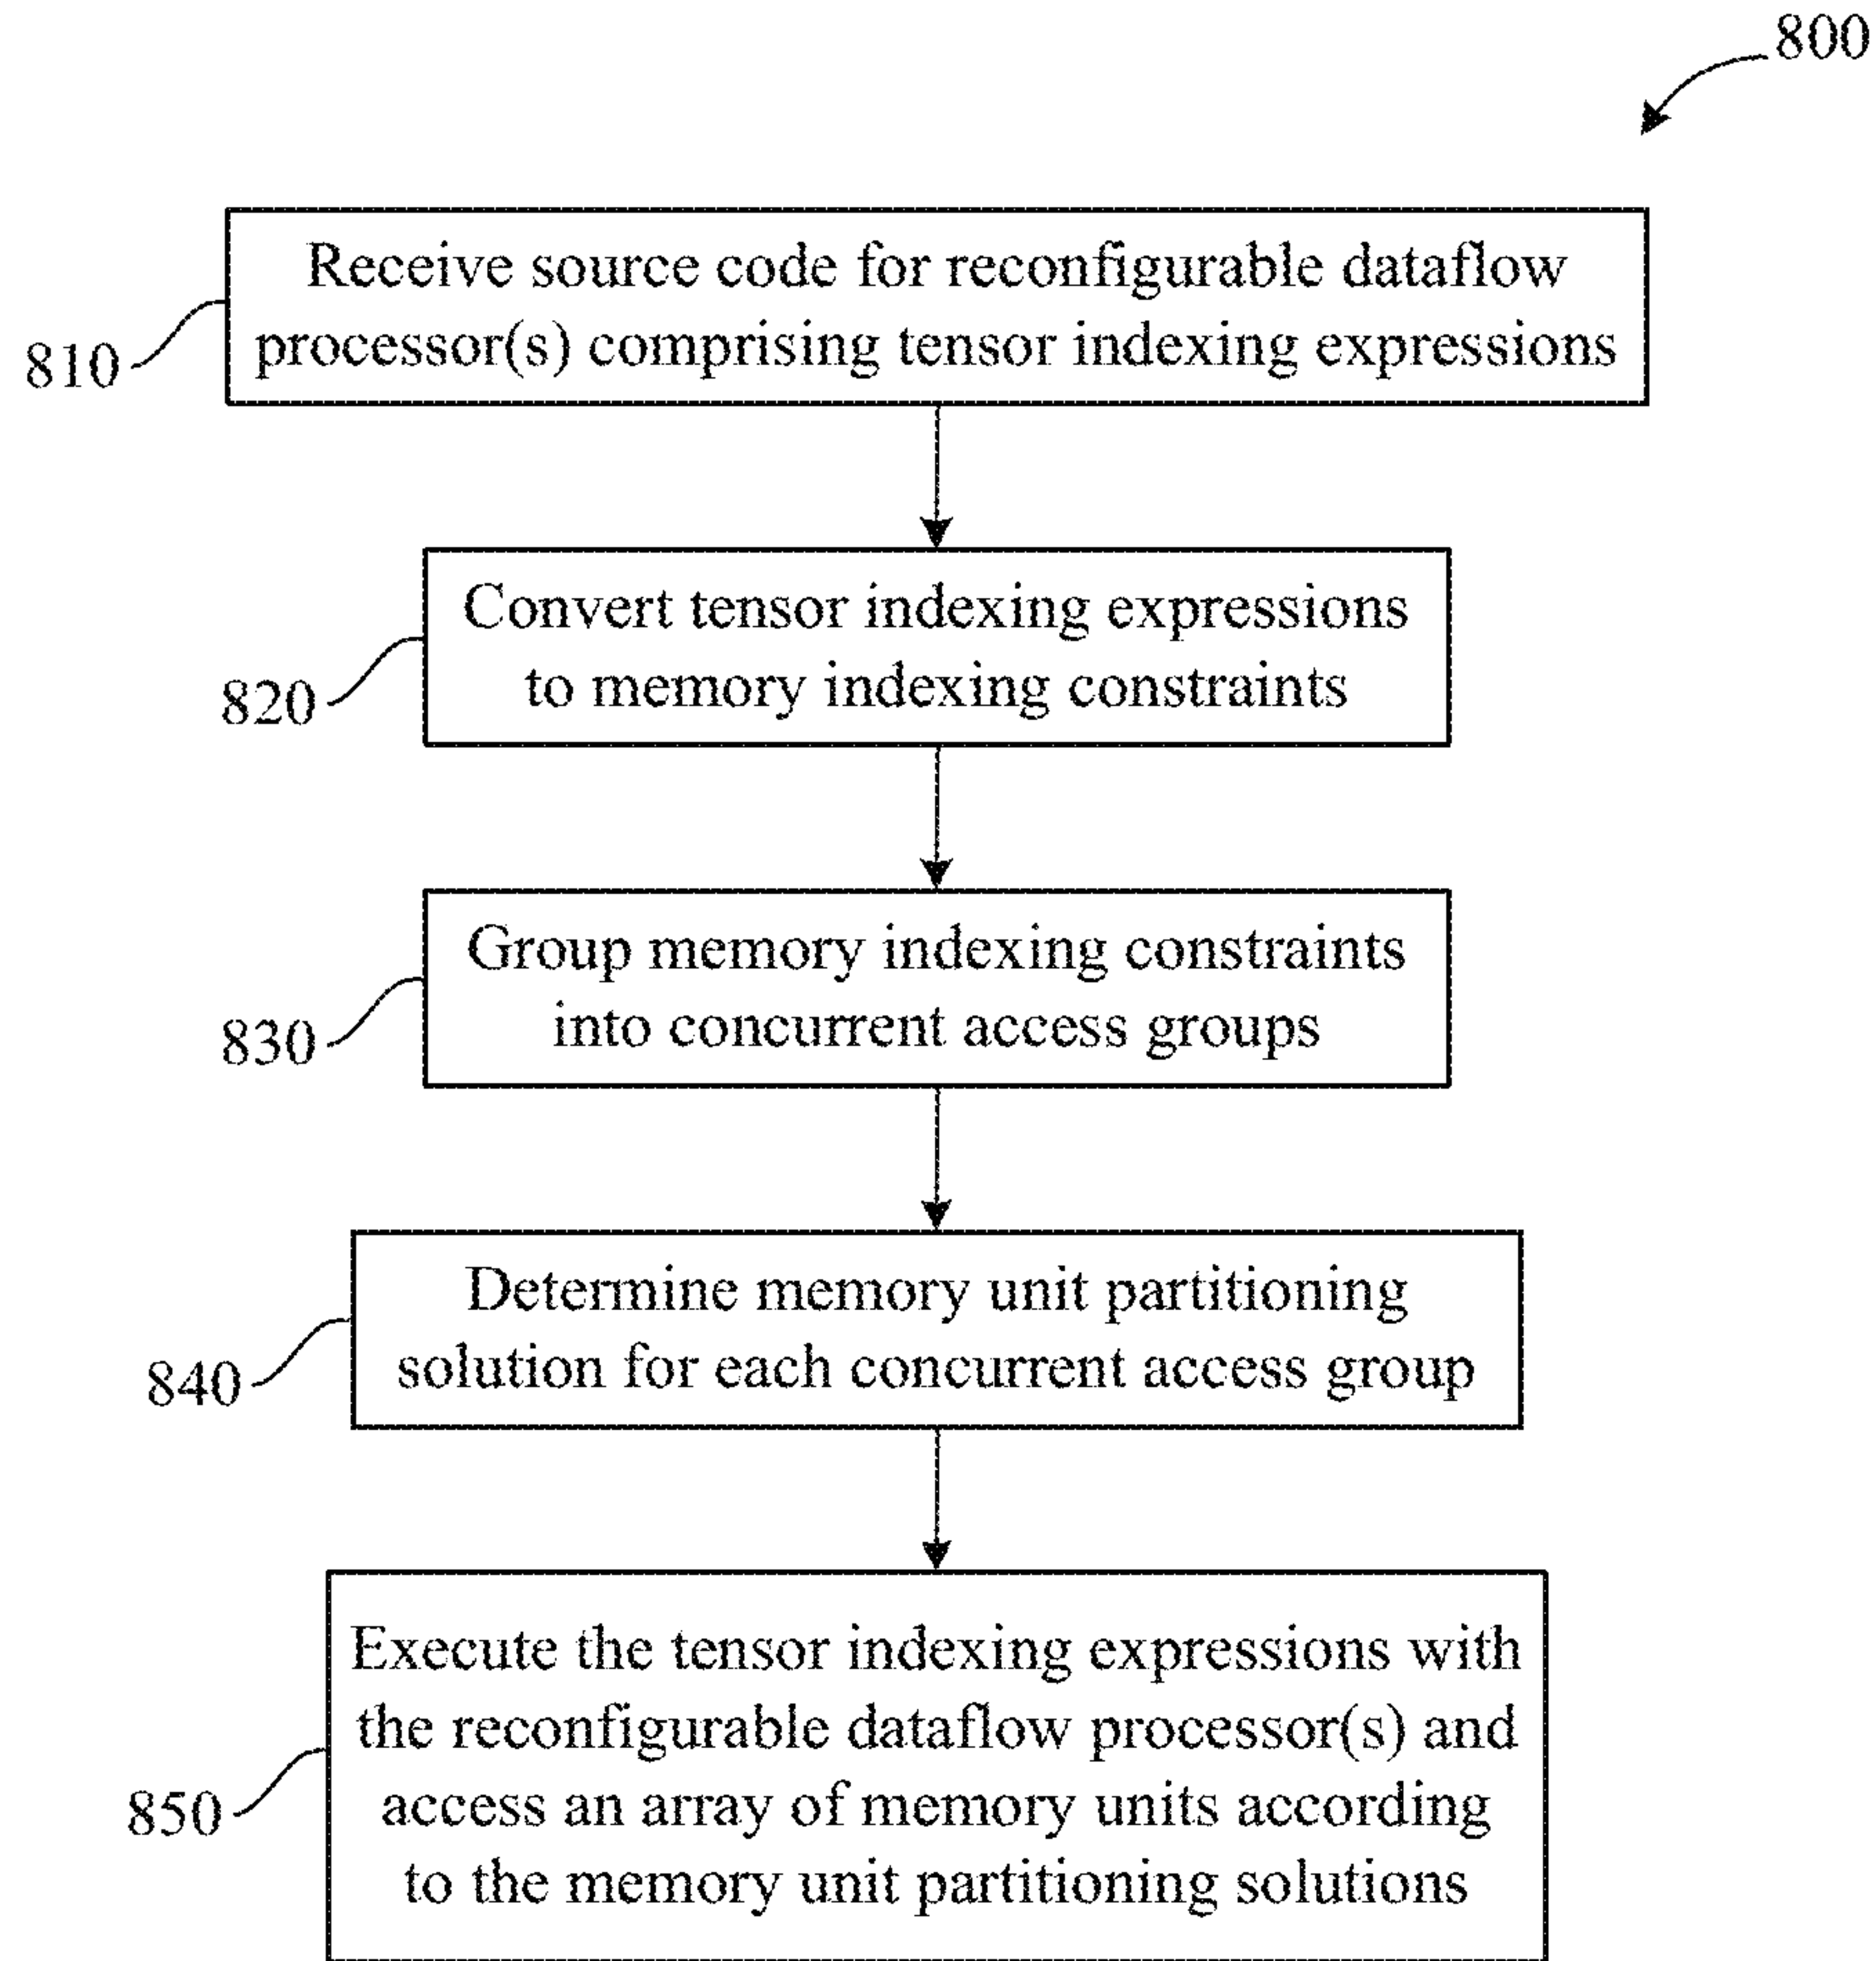 800
Receive source code for reconfigurable dataflow
processor(s) comprising tensor indexing expressions
810
Convert tensor indexing expressions
to memory indexing constraints
820
Group memory indexing constraints
into concurrent access groups
830
Determine memory unit partitioning
solution for each concurrent access group
840
Execute the tensor indexing expressions with
the reconfigurable dataflow processor(s) and
access an array of memory units according
to the memory unit partitioning solutions
850